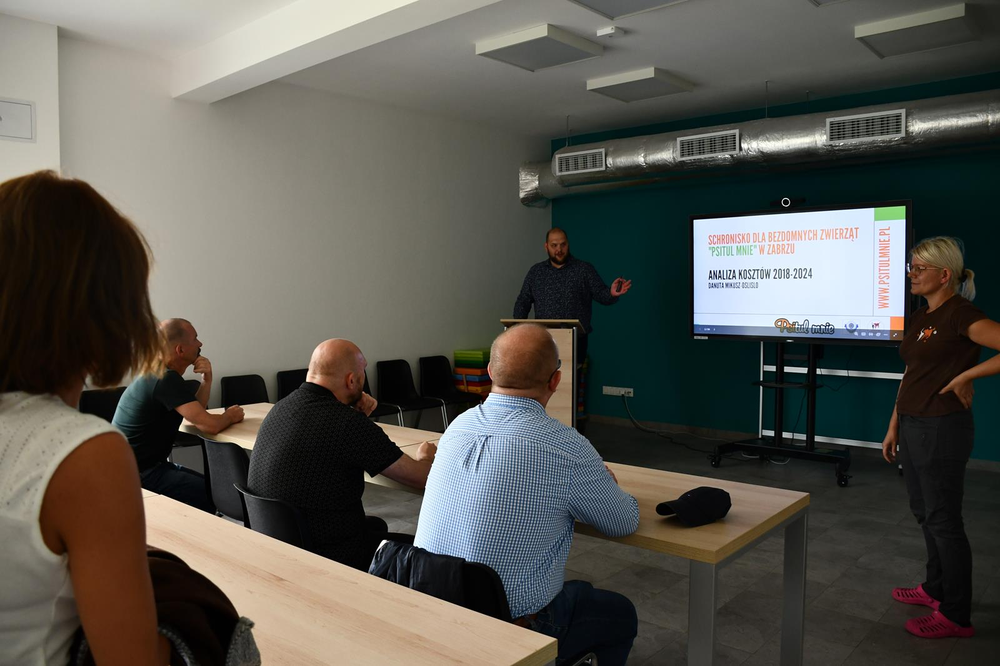 SCHRONISKO DLA BEZDOMNYCH ZWIERZĄT
"PSITUL MNIE" W ZABRZU
ANALIZA KOSZTÓW 2018-2024
DANUTA MIKUSZ-OSLISLO
WWW.PSITULMNIE.PL
Psitul mnie